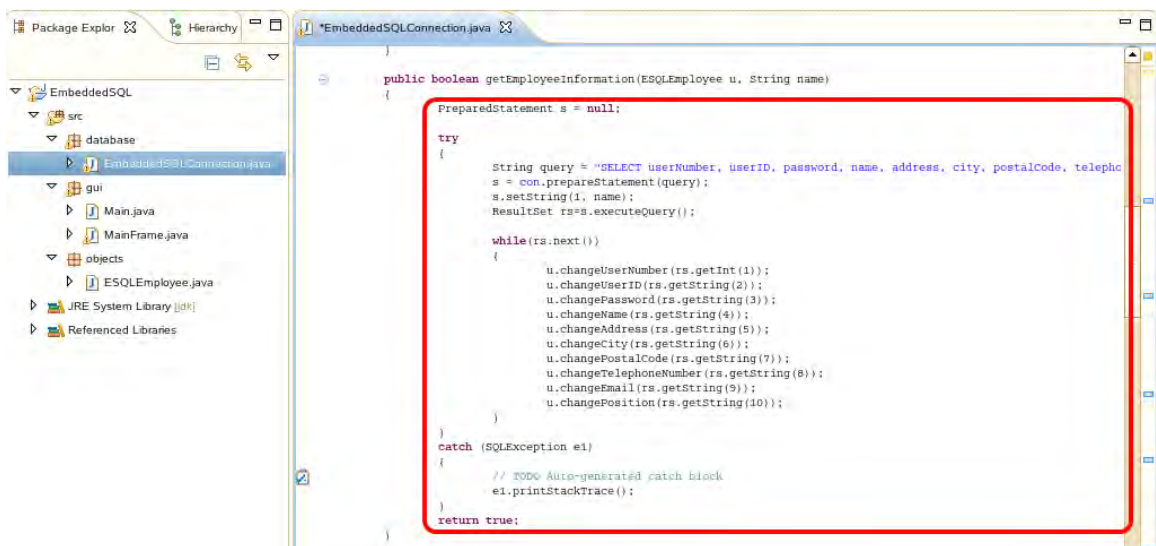 Package Explor
Hierarchy
EmbeddedSQL
src
database
EmbeddedSQLConnection.java
gui
Main.java
MainFrame.java
objects
ESQLEmployee.java
JRE System Library [jdk]
Referenced Libraries
*EmbeddedSQLConnection.java
}
public boolean getEmployeeInformation(ESQLEmployee u, String name)
{
PreparedStatement s = null;
try
{
String query = "SELECT userNumber, userID, password, name, address, city, postalCode, telepho
s = con.prepareStatement(query);
s.setString(1, name);
ResultSet rs=s.executeQuery();
while(rs.next())
{
u.changeUserNumber(rs.getInt(1));
u.changeUserID(rs.getString(2));
u.changePassword(rs.getString(3));
u.changeName(rs.getString(4));
u.changeAddress(rs.getString(5));
u.changeCity(rs.getString(6));
u.changePostalCode(rs.getString(7));
u.changeTelephoneNumber(rs.getString(8));
u.changeEmail(rs.getString(9));
u.changePosition(rs.getString(10));
}
}
catch (SQLException e1)
{
// TODO Auto-generated catch block
e1.printStackTrace();
}
return true;
}